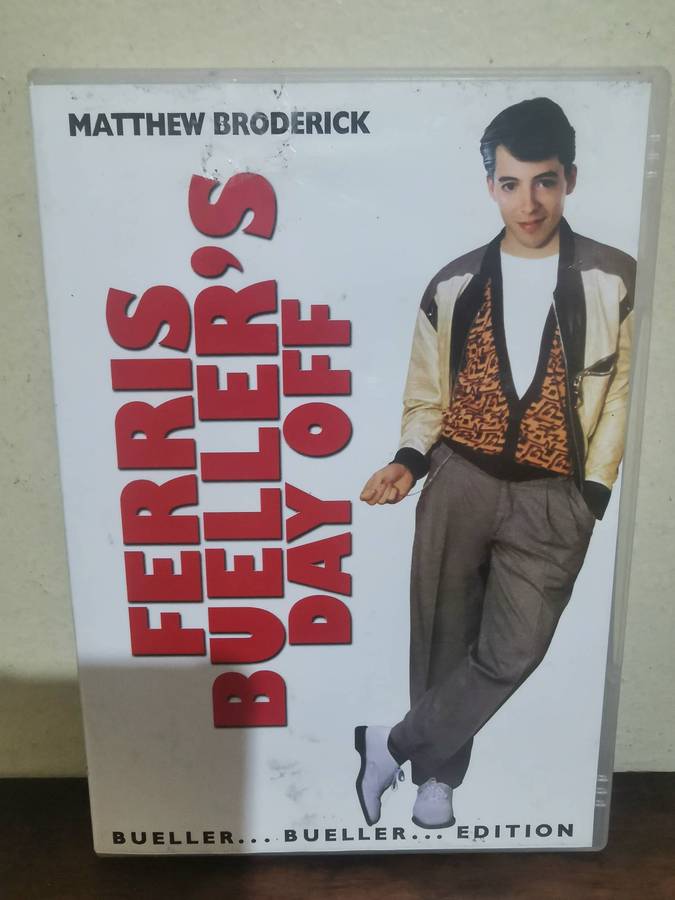 MATTHEW BRODERICK
FERRIS
BUELLER'S
DAY OFF
BUELLER... BUELLER... EDITION